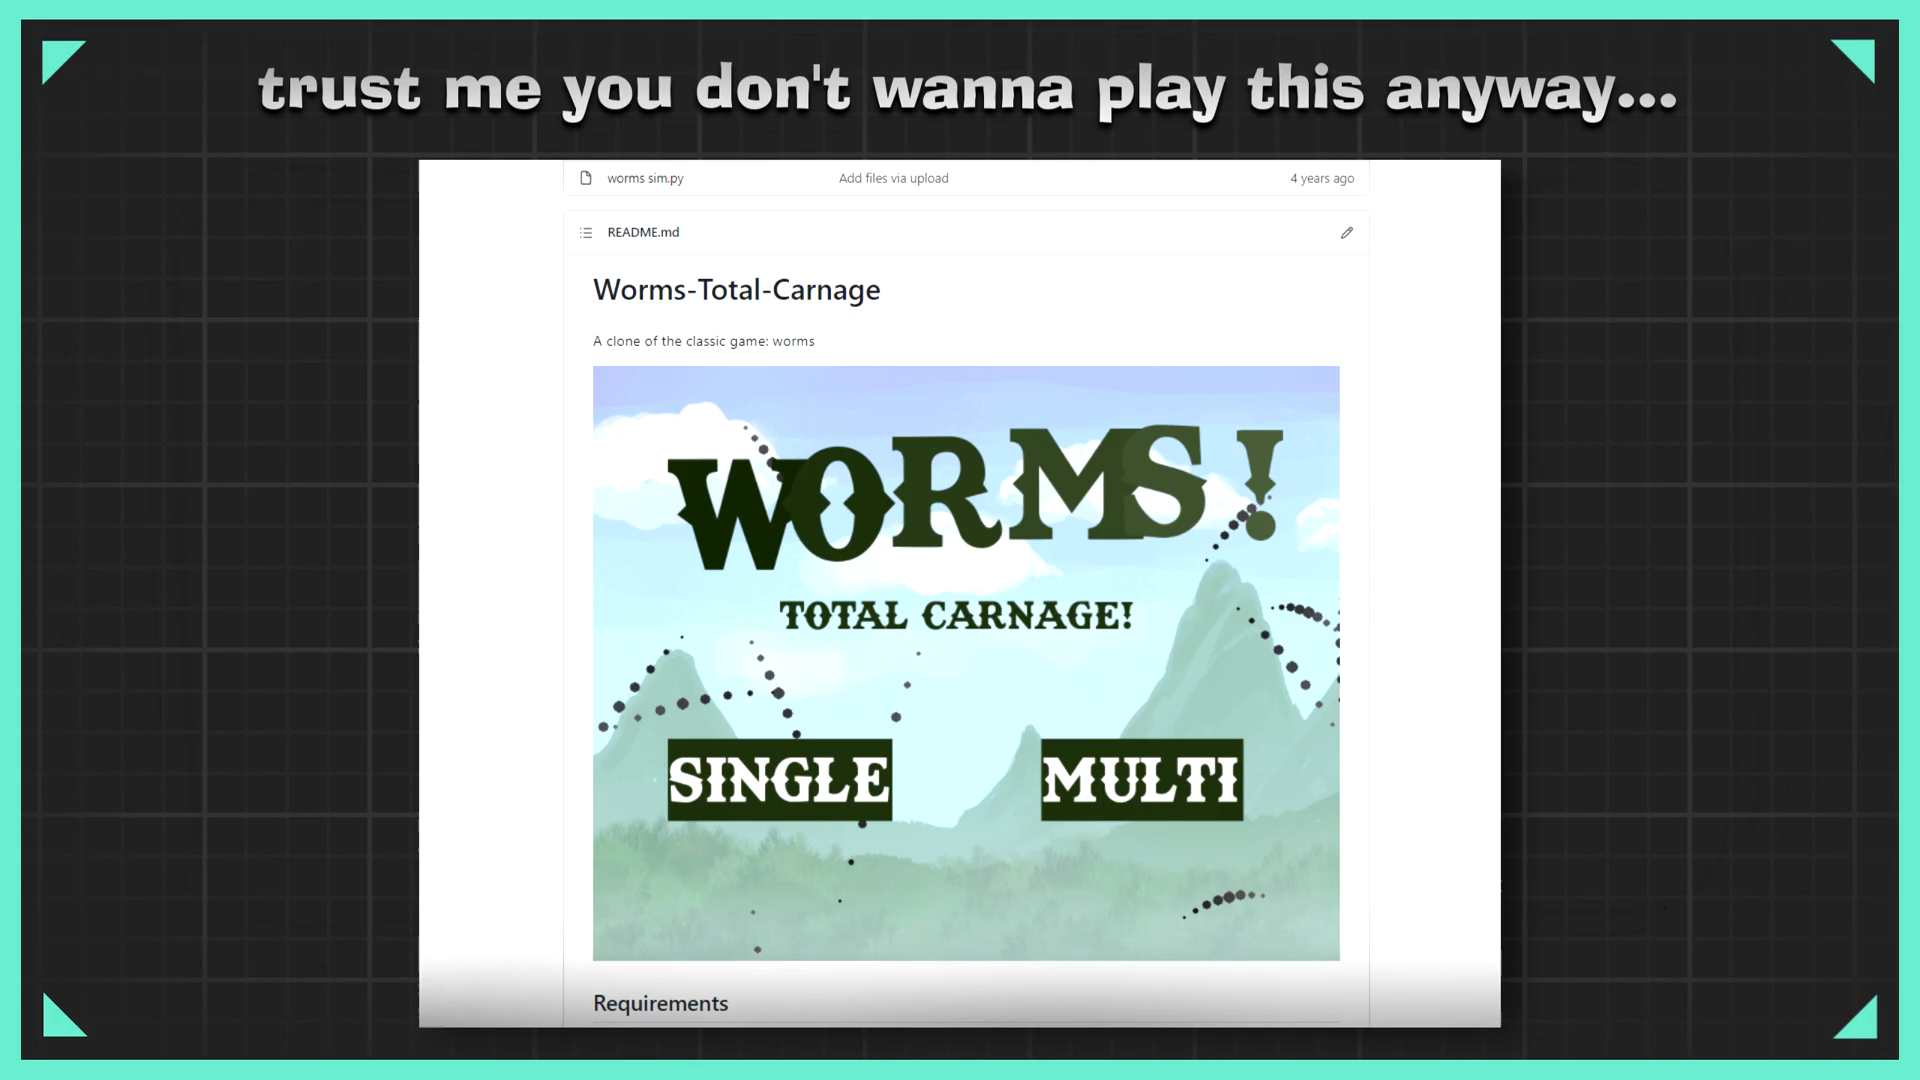 trust me you don't wanna play this anyway...
worms sim.py Add files via upload 4 years ago
README.md
Worms-Total-Carnage
A clone of the classic game: worms
WORMS!
TOTAL CARNAGE!
SINGLE MULTI
Requirements